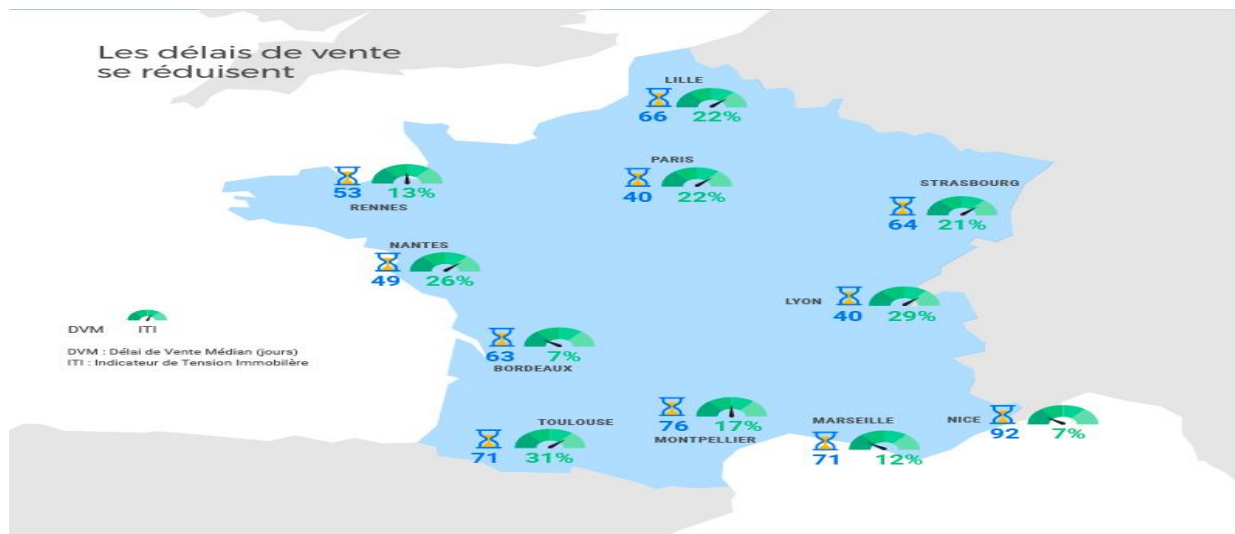 Les délais de vente
se réduisent
LILLE
66 22%
PARIS
40 22%
53 13%
RENNES
STRASBOURG
64 21%
NANTES
49 26%
LYON 40 29%
DVM ITI
DVM : Délai de Vente Médian (jours)
ITI : Indicateur de Tension Immobilère
63 7%
BORDEAUX
TOULOUSE
71 31%
76 17%
MONTPELLIER
MARSEILLE
71 12%
NICE 92 7%